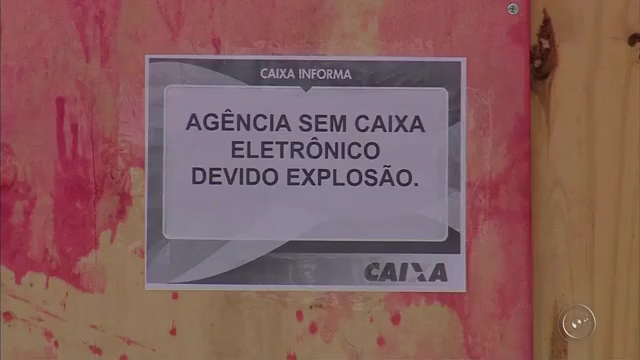 CAIXA INFORMA
AGÊNCIA SEM CAIXA
ELETRÔNICO
DEVIDO EXPLOSÃO.
CAIXA